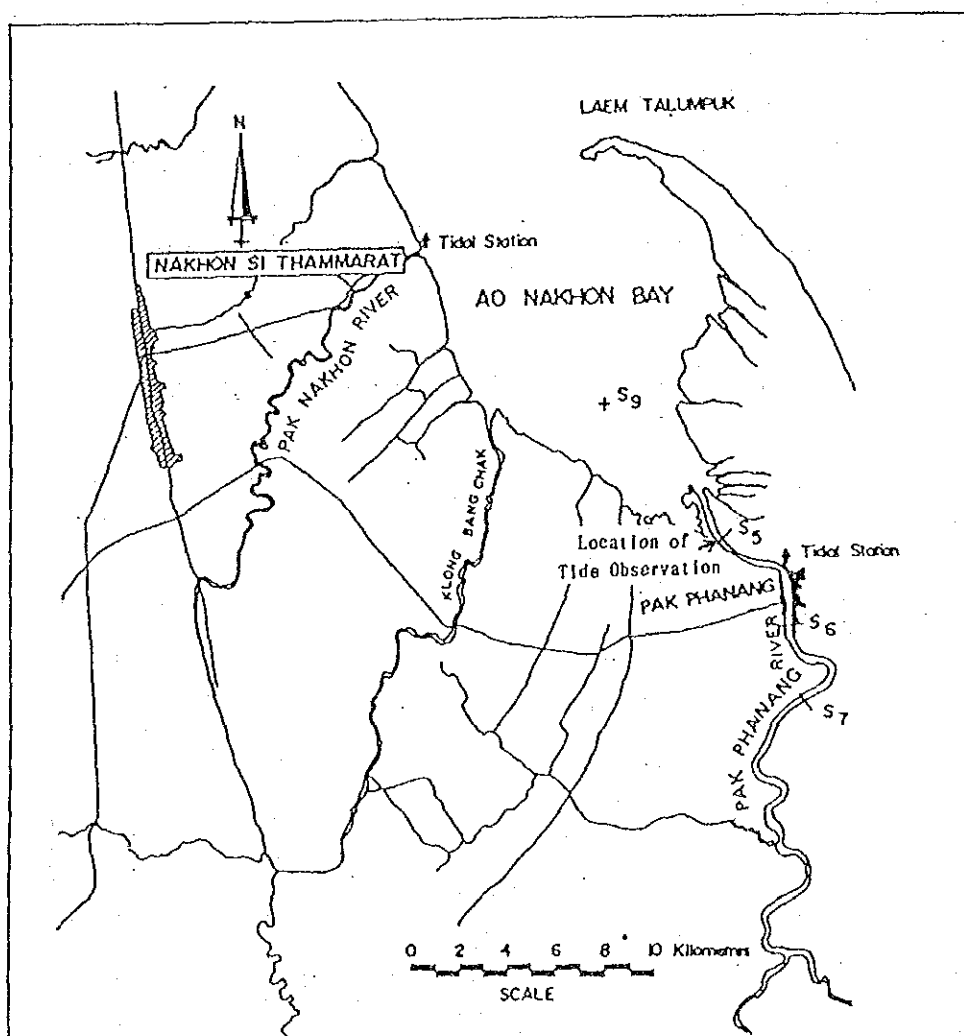 LAEM TALUMPUK
N
Tidal Station
NAKHON SI THAMMARAT
AO NAKHON BAY
PAK NAKHON RIVER
S9
KLONG BANG CHAK
S5
Location of
Tide Observation
Tidal Station
PAK PHANANG
S6
PAK PHANANG RIVER
S7
0 2 4 6 8 10 Kilometres
SCALE